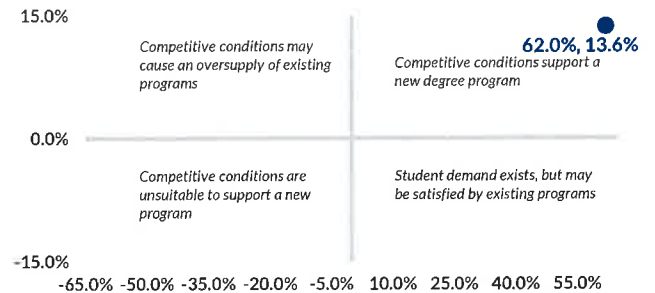 15.0%
62.0%, 13.6%
Competitive conditions may
cause an oversupply of existing
programs
Competitive conditions support a
new degree program
0.0%
Competitive conditions are
unsuitable to support a new
program
Student demand exists, but may
be satisfied by existing programs
-15.0%
-65.0% -50.0% -35.0% -20.0% -5.0% 10.0% 25.0% 40.0% 55.0%